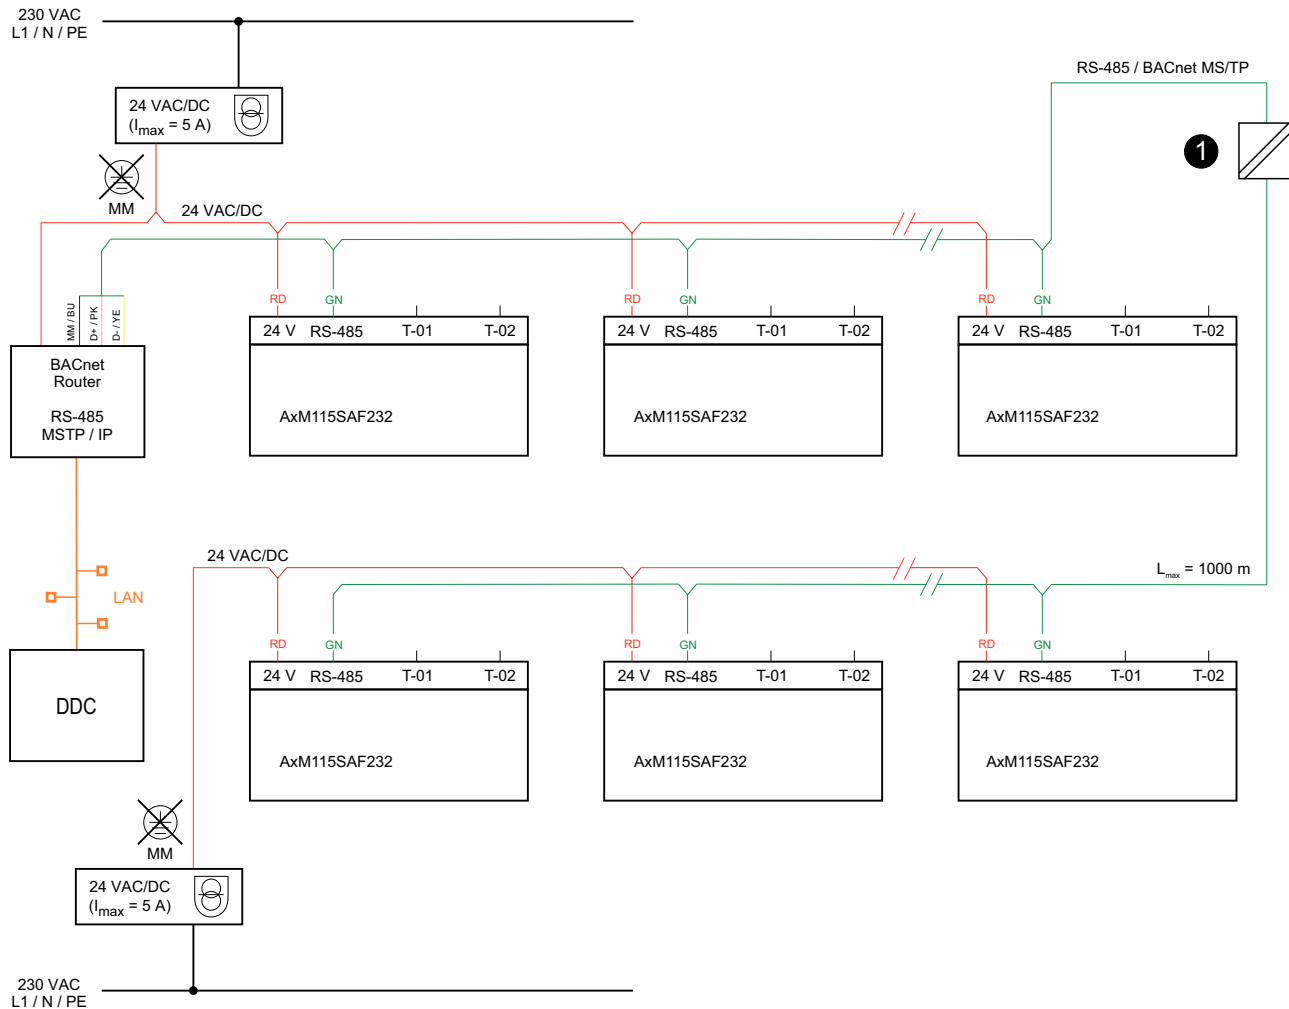 230 VAC
L1 / N / PE
RS-485 / BACnet MS/TP
24 VAC/DC
(Imax = 5 A)
1
MM
24 VAC/DC
RD GN RD GN RD GN
MM / BU
D+ / PK
D- / YE
24 V RS-485 T-01 T-02
24 V RS-485 T-01 T-02
24 V RS-485 T-01 T-02
BACnet
Router
RS-485
MSTP / IP
AxM115SAF232
AxM115SAF232
AxM115SAF232
24 VAC/DC
Lmax = 1000 m
LAN
RD GN RD GN RD GN
24 V RS-485 T-01 T-02
24 V RS-485 T-01 T-02
24 V RS-485 T-01 T-02
DDC
AxM115SAF232
AxM115SAF232
AxM115SAF232
MM
24 VAC/DC
(Imax = 5 A)
230 VAC
L1 / N / PE